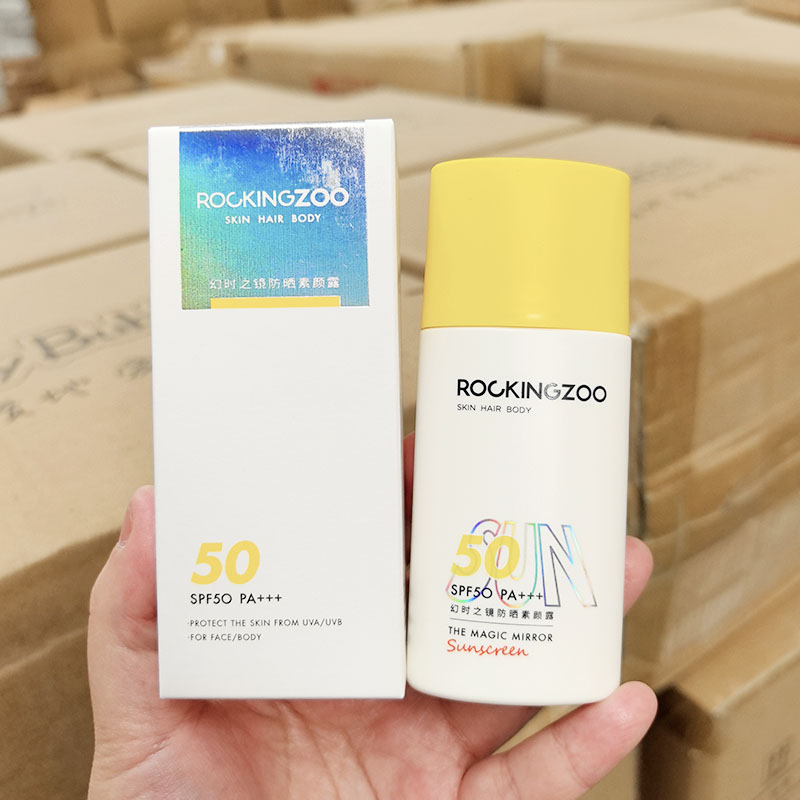 ROCKINGZOO
SKIN HAIR BODY
幻时之镜防晒素颜露
50
SPF50 PA+++
·PROTECT THE SKIN FROM UVA/UVB
·FOR FACE/BODY
ROCKINGZOO
SKIN HAIR BODY
SUN
50
SPF50 PA+++
幻时之镜防晒素颜露
THE MAGIC MIRROR
Sunscreen